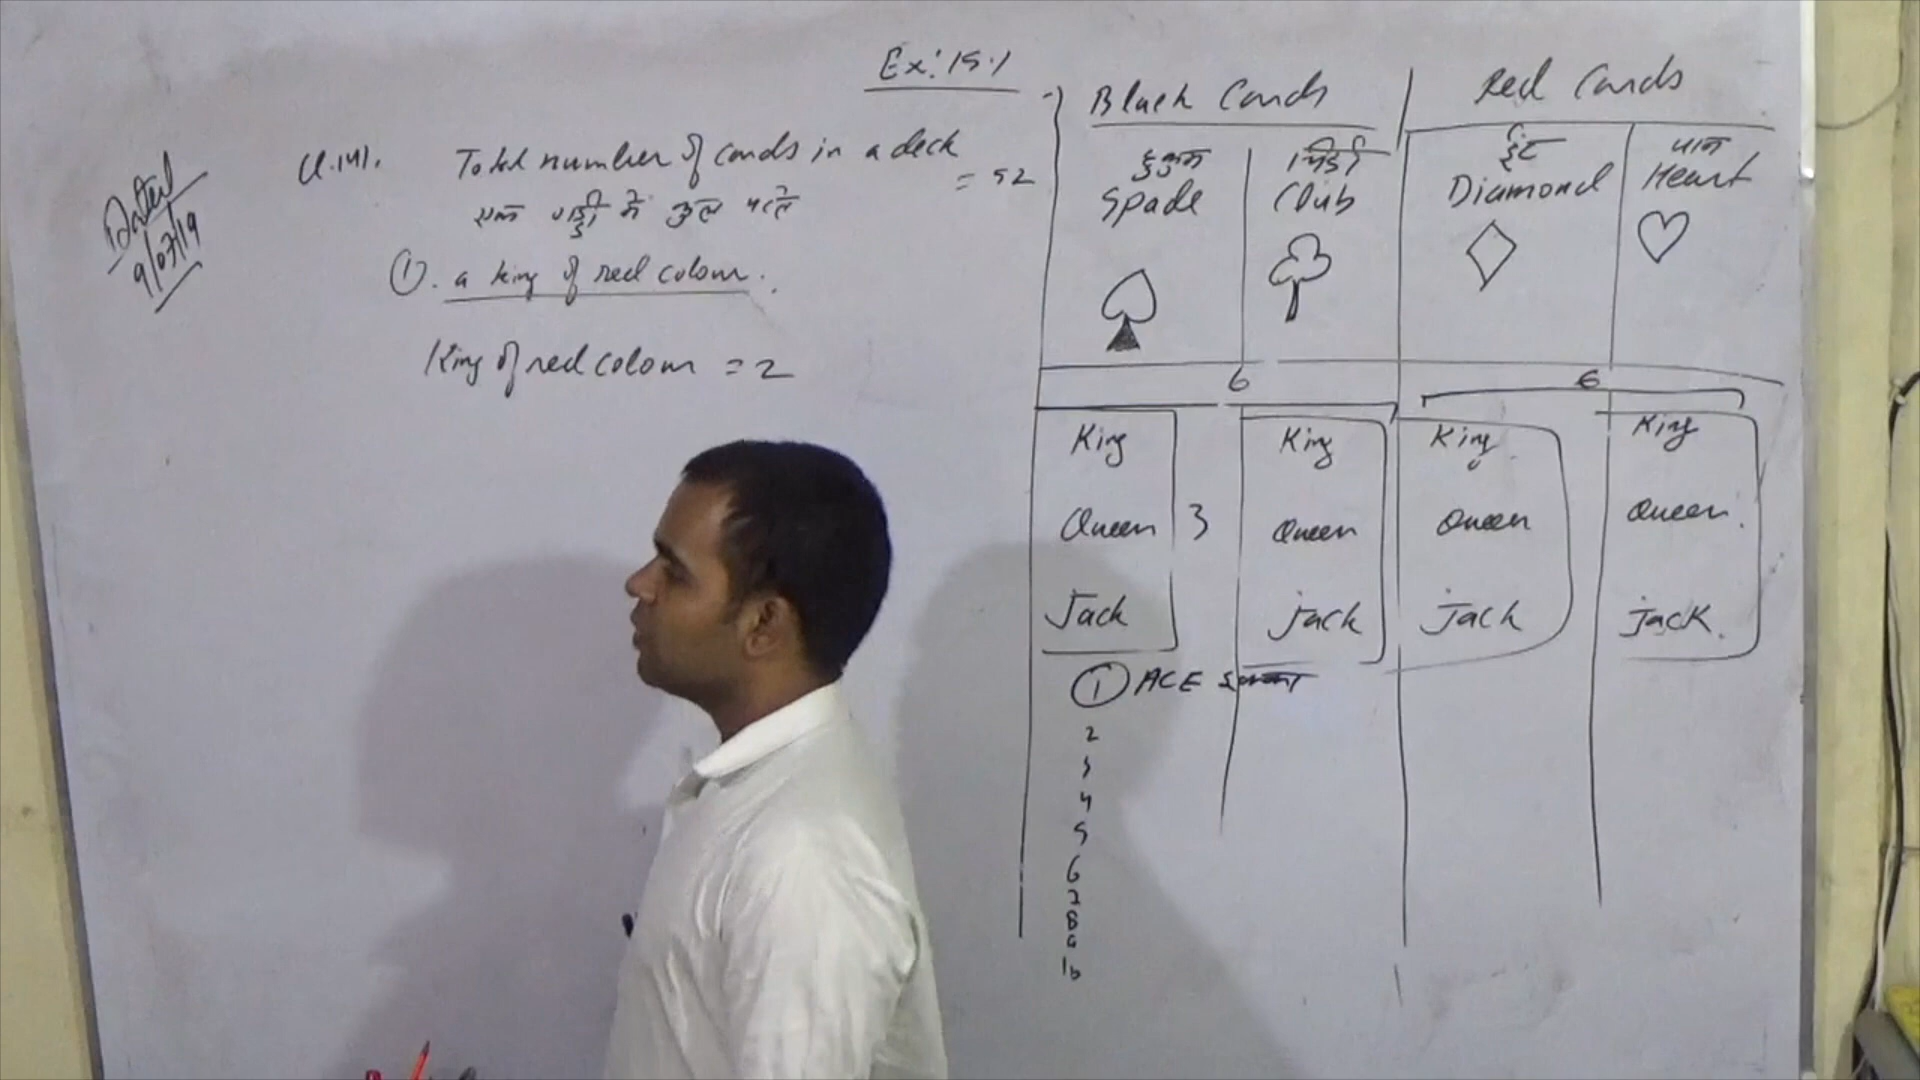 Ex: 15.1
Dated
9/07/19
Q.14).
Total number of cards in a deck
= 52
① . a king of red colour.
King of red colour = 2
Black Cards
Red Cards
हुकुम
Spade
चिड़ी
Club
ईंट
Diamond
पान
Heart
6
6
King
King
King
King
Queen
3
Queen
Queen
Queen.
Jack
Jack
Jack
Jack.
① ACE
2
3
4
5
6
7
8
9
10